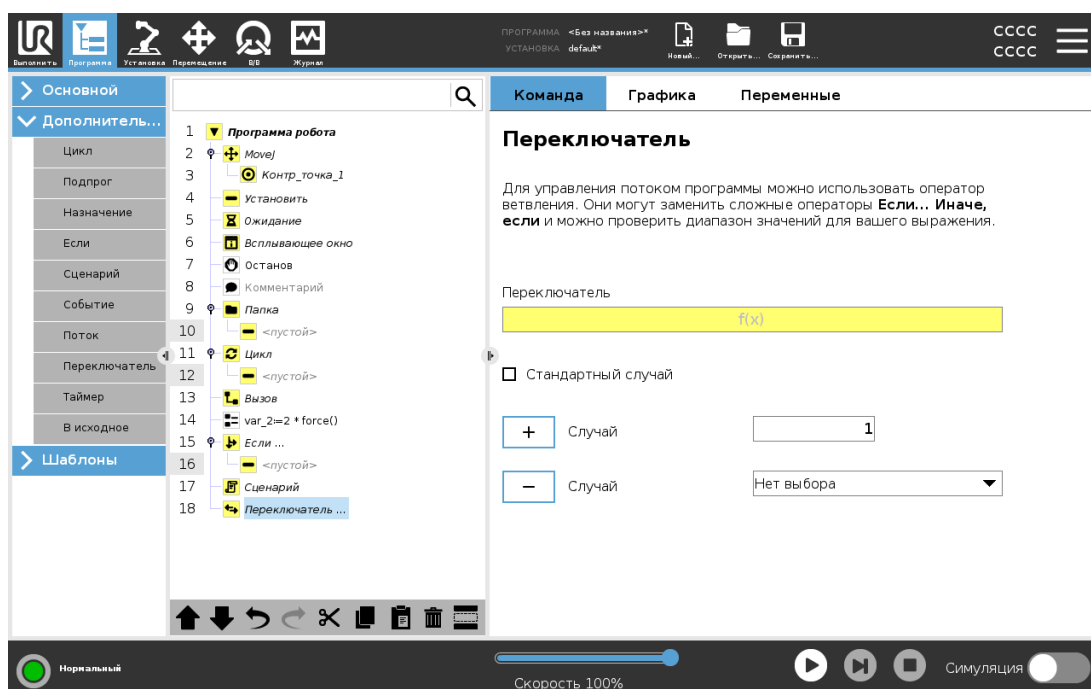 Выполнить
Программа
Установка
Перемещение
В/В
Журнал
ПРОГРАММА <Без названия>*
УСТАНОВКА default*
Новый...
Открыть...
Сохранить...
CCCC
CCCC
Основной
Дополнитель...
Цикл
Подпрог
Назначение
Если
Сценарий
Событие
Поток
Переключатель
Таймер
В исходное
Шаблоны
1 Программа робота
2 MoveJ
3 Контр_точка_1
4 Установить
5 Ожидание
6 Всплывающее окно
7 Останов
8 Комментарий
9 Папка
10 <пустой>
11 Цикл
12 <пустой>
13 Вызов
14 var_2:=2 * force()
15 Если ...
16 <пустой>
17 Сценарий
18 Переключатель ...
Команда
Графика
Переменные
Переключатель
Для управления потоком программы можно использовать оператор
ветвления. Они могут заменить сложные операторы Если... Иначе,
если и можно проверить диапазон значений для вашего выражения.
Переключатель
f(x)
Стандартный случай
+ Случай 1
− Случай Нет выбора
Нормальный
Скорость 100%
Симуляция